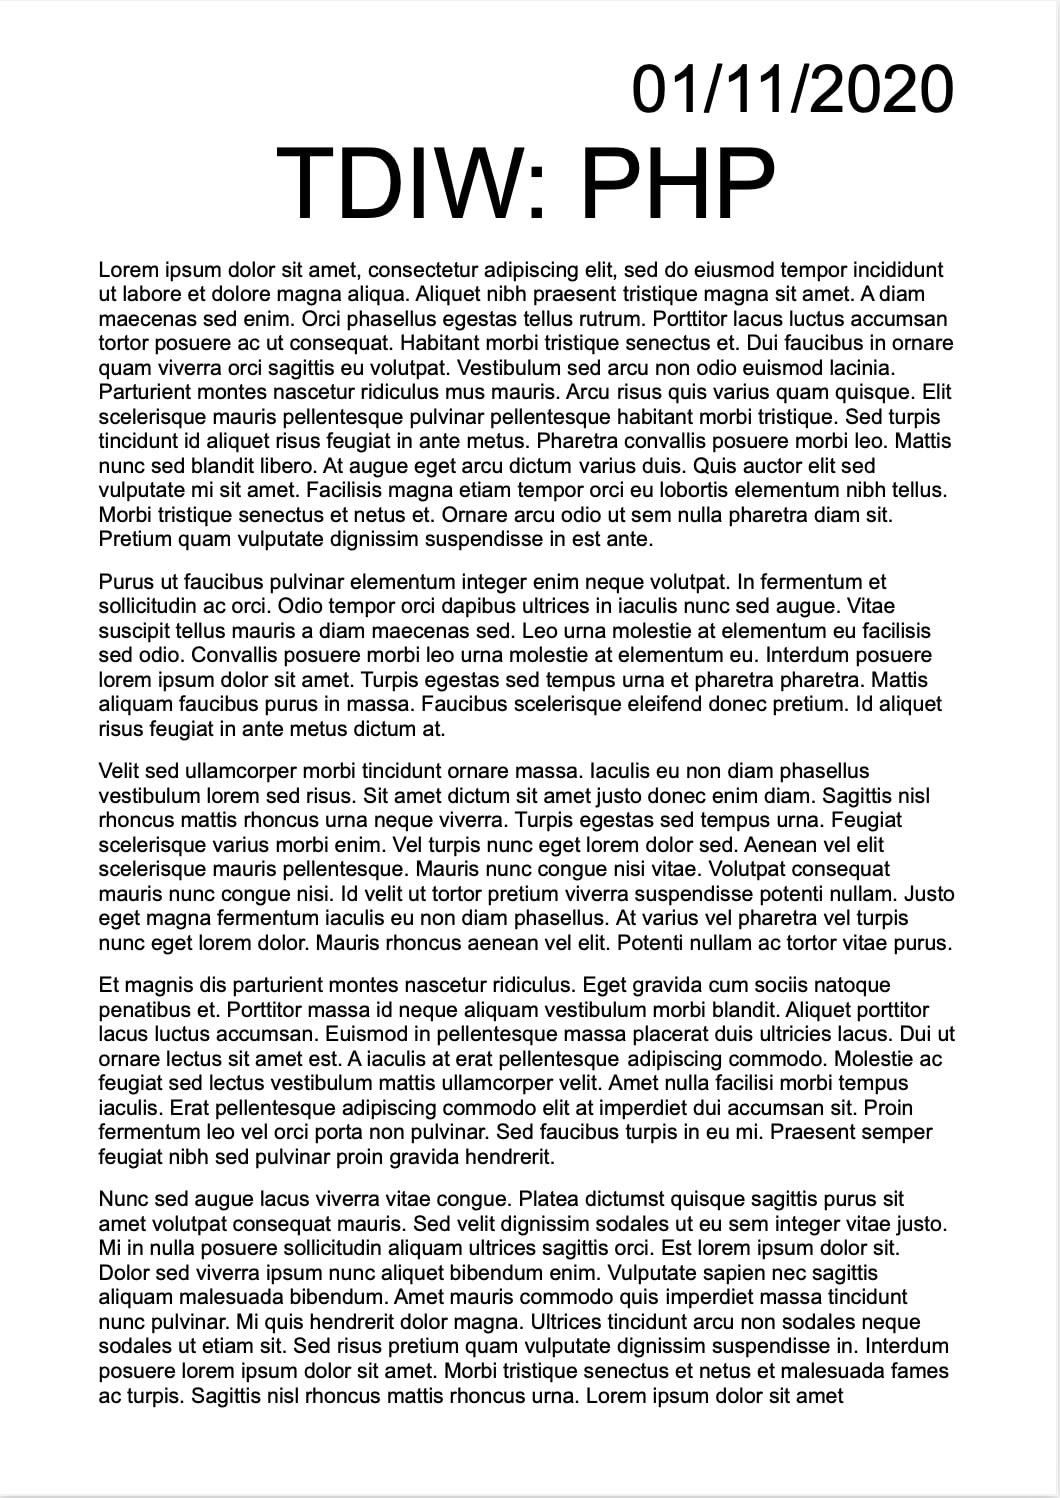 01/11/2020
TDIW: PHP
Lorem ipsum dolor sit amet, consectetur adipiscing elit, sed do eiusmod tempor incididunt
ut labore et dolore magna aliqua. Aliquet nibh praesent tristique magna sit amet. A diam
maecenas sed enim. Orci phasellus egestas tellus rutrum. Porttitor lacus luctus accumsan
tortor posuere ac ut consequat. Habitant morbi tristique senectus et. Dui faucibus in ornare
quam viverra orci sagittis eu volutpat. Vestibulum sed arcu non odio euismod lacinia.
Parturient montes nascetur ridiculus mus mauris. Arcu risus quis varius quam quisque. Elit
scelerisque mauris pellentesque pulvinar pellentesque habitant morbi tristique. Sed turpis
tincidunt id aliquet risus feugiat in ante metus. Pharetra convallis posuere morbi leo. Mattis
nunc sed blandit libero. At augue eget arcu dictum varius duis. Quis auctor elit sed
vulputate mi sit amet. Facilisis magna etiam tempor orci eu lobortis elementum nibh tellus.
Morbi tristique senectus et netus et. Ornare arcu odio ut sem nulla pharetra diam sit.
Pretium quam vulputate dignissim suspendisse in est ante.
Purus ut faucibus pulvinar elementum integer enim neque volutpat. In fermentum et
sollicitudin ac orci. Odio tempor orci dapibus ultrices in iaculis nunc sed augue. Vitae
suscipit tellus mauris a diam maecenas sed. Leo urna molestie at elementum eu facilisis
sed odio. Convallis posuere morbi leo urna molestie at elementum eu. Interdum posuere
lorem ipsum dolor sit amet. Turpis egestas sed tempus urna et pharetra pharetra. Mattis
aliquam faucibus purus in massa. Faucibus scelerisque eleifend donec pretium. Id aliquet
risus feugiat in ante metus dictum at.
Velit sed ullamcorper morbi tincidunt ornare massa. Iaculis eu non diam phasellus
vestibulum lorem sed risus. Sit amet dictum sit amet justo donec enim diam. Sagittis nisl
rhoncus mattis rhoncus urna neque viverra. Turpis egestas sed tempus urna. Feugiat
scelerisque varius morbi enim. Vel turpis nunc eget lorem dolor sed. Aenean vel elit
scelerisque mauris pellentesque. Mauris nunc congue nisi vitae. Volutpat consequat
mauris nunc congue nisi. Id velit ut tortor pretium viverra suspendisse potenti nullam. Justo
eget magna fermentum iaculis eu non diam phasellus. At varius vel pharetra vel turpis
nunc eget lorem dolor. Mauris rhoncus aenean vel elit. Potenti nullam ac tortor vitae purus.
Et magnis dis parturient montes nascetur ridiculus. Eget gravida cum sociis natoque
penatibus et. Porttitor massa id neque aliquam vestibulum morbi blandit. Aliquet porttitor
lacus luctus accumsan. Euismod in pellentesque massa placerat duis ultricies lacus. Dui ut
ornare lectus sit amet est. A iaculis at erat pellentesque adipiscing commodo. Molestie ac
feugiat sed lectus vestibulum mattis ullamcorper velit. Amet nulla facilisi morbi tempus
iaculis. Erat pellentesque adipiscing commodo elit at imperdiet dui accumsan sit. Proin
fermentum leo vel orci porta non pulvinar. Sed faucibus turpis in eu mi. Praesent semper
feugiat nibh sed pulvinar proin gravida hendrerit.
Nunc sed augue lacus viverra vitae congue. Platea dictumst quisque sagittis purus sit
amet volutpat consequat mauris. Sed velit dignissim sodales ut eu sem integer vitae justo.
Mi in nulla posuere sollicitudin aliquam ultrices sagittis orci. Est lorem ipsum dolor sit.
Dolor sed viverra ipsum nunc aliquet bibendum enim. Vulputate sapien nec sagittis
aliquam malesuada bibendum. Amet mauris commodo quis imperdiet massa tincidunt
nunc pulvinar. Mi quis hendrerit dolor magna. Ultrices tincidunt arcu non sodales neque
sodales ut etiam sit. Sed risus pretium quam vulputate dignissim suspendisse in. Interdum
posuere lorem ipsum dolor sit amet. Morbi tristique senectus et netus et malesuada fames
ac turpis. Sagittis nisl rhoncus mattis rhoncus urna. Lorem ipsum dolor sit amet